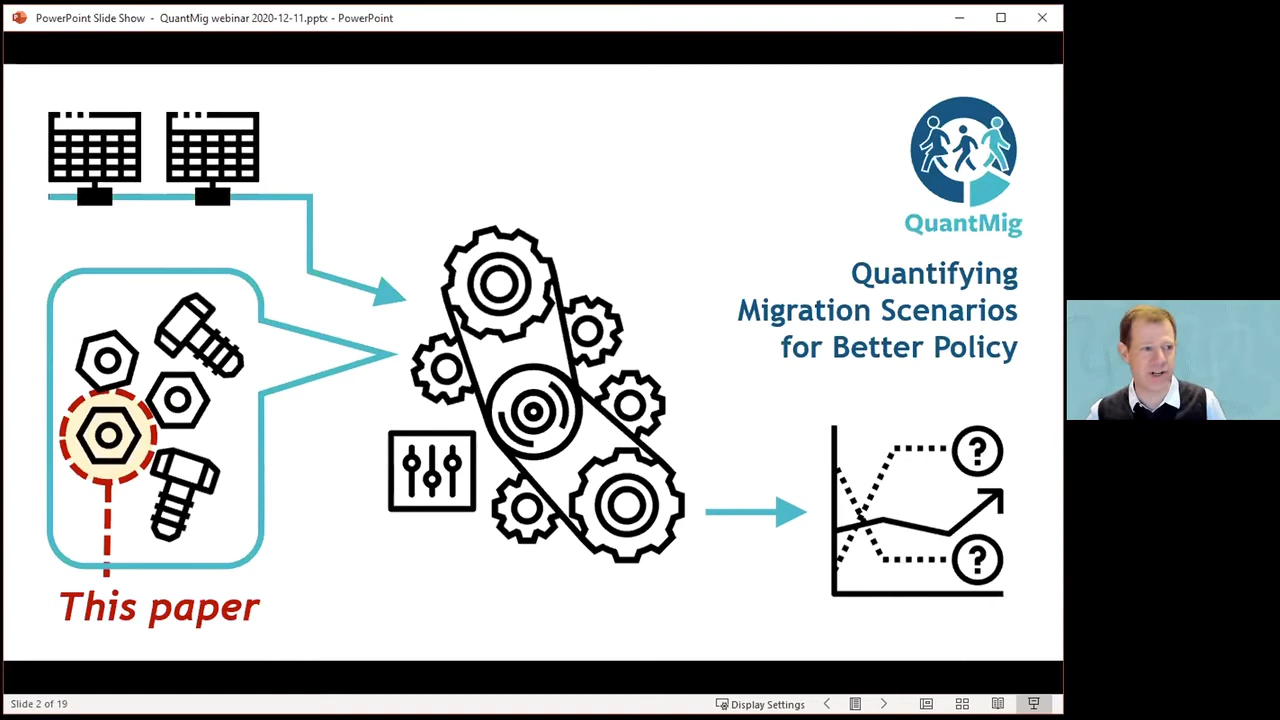 PowerPoint Slide Show - QuantMig webinar 2020-12-11.pptx - PowerPoint
QuantMig
Quantifying
Migration Scenarios
for Better Policy
?
?
This paper
Slide 2 of 19
Display Settings